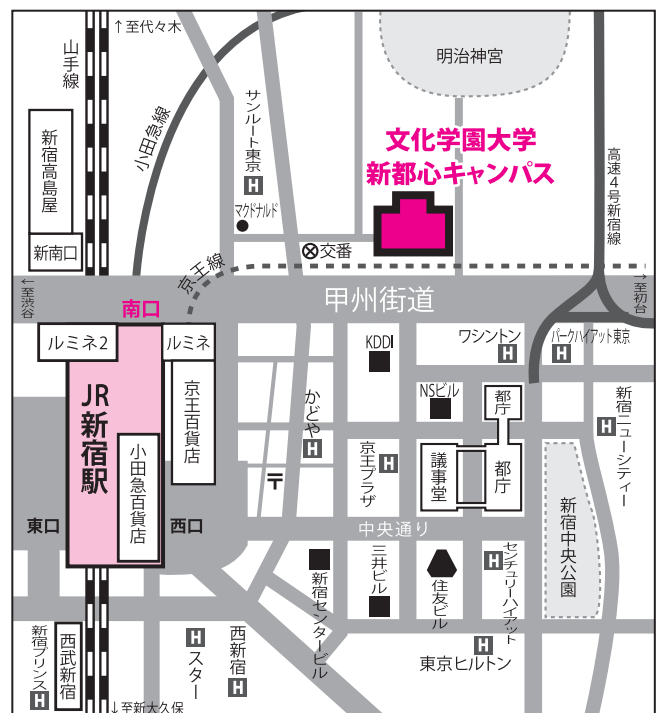 ↑至代々木
山手線
小田急線
新宿高島屋
新南口
サンルート東京
H
マクドナルド
交番
明治神宮
文化学園大学
新都心キャンパス
高速4号新宿線
京王線
←至渋谷
南口
甲州街道
→至初台
ルミネ2
ルミネ
KDDI
ワシントン
H
パークハイアット東京
H
JR新宿駅
京王百貨店
小田急百貨店
かどや
H
NSビル
都庁
新宿ニューシティー
H
京王プラザ
H
議事堂
都庁
〒
東口
西口
中央通り
新宿中央公園
新宿センタービル
三井ビル
住友ビル
センチュリーハイアット
H
新宿プリンス
H
西武新宿
H
スター
西新宿
H
H
東京ヒルトン
↓至新大久保